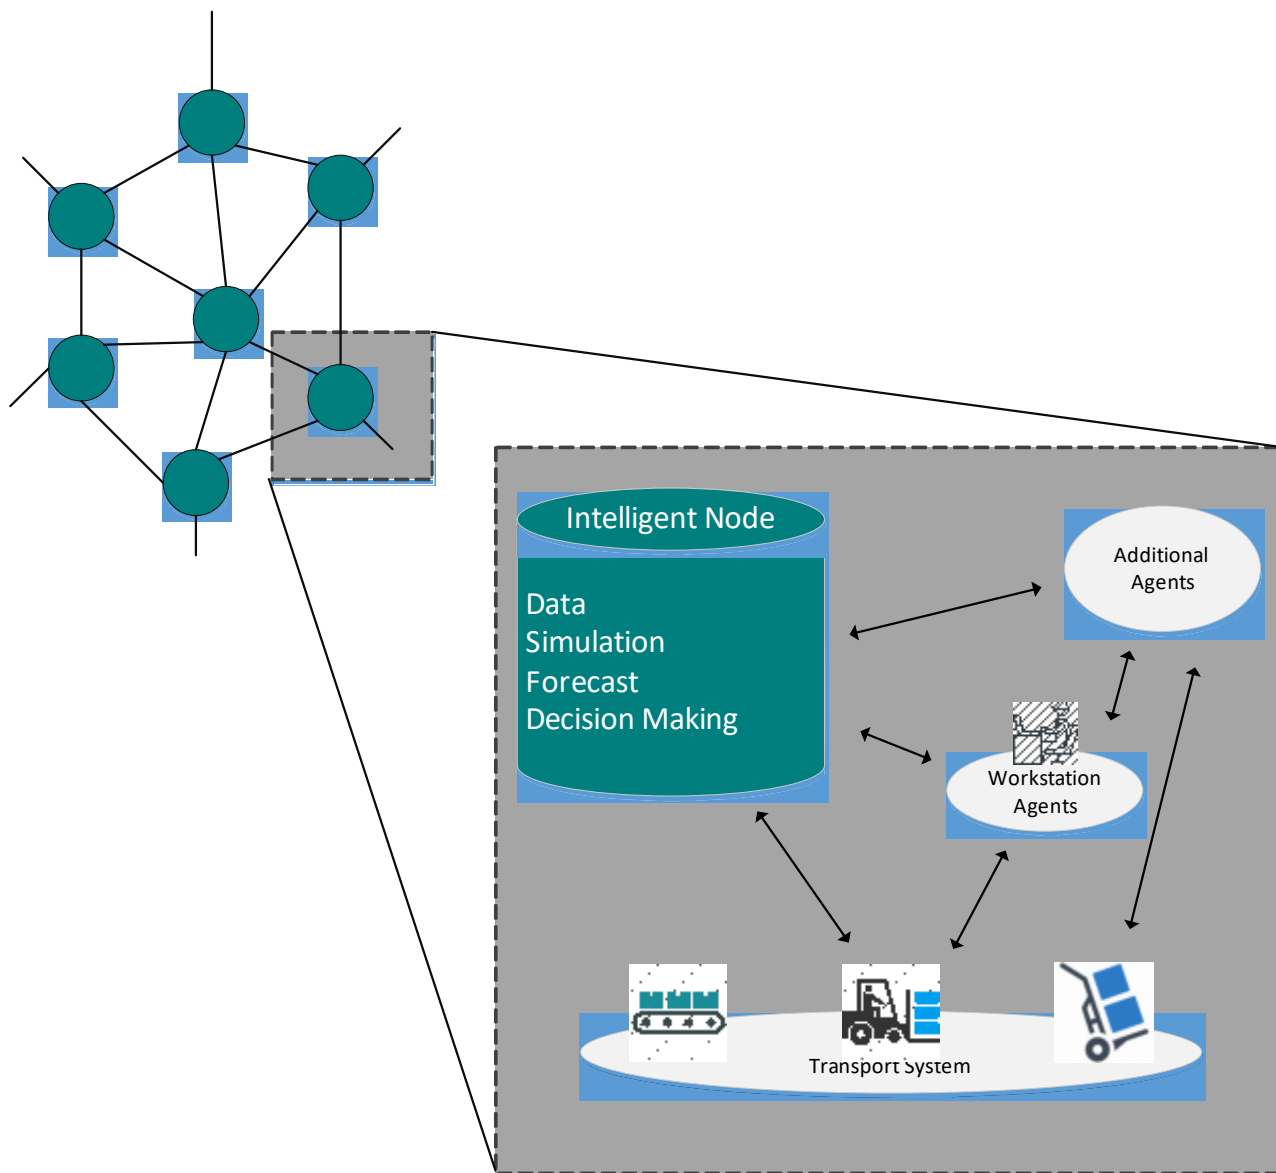 Intelligent Node
Data
Simulation
Forecast
Decision Making
Additional
Agents
Workstation
Agents
Transport System